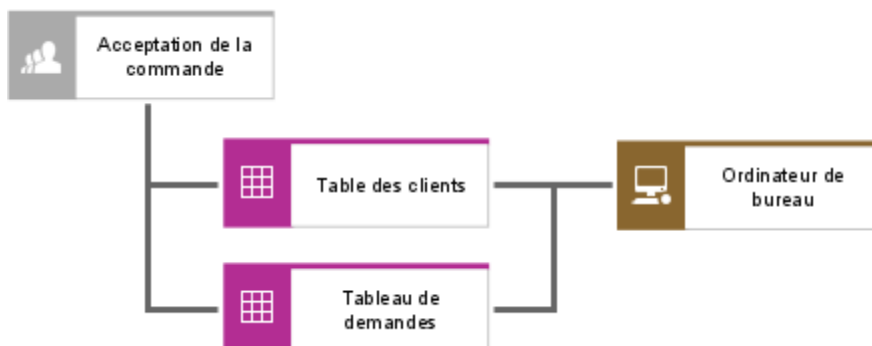 Acceptation de la
commande
Table des clients
Ordinateur de
bureau
Tableau de
demandes